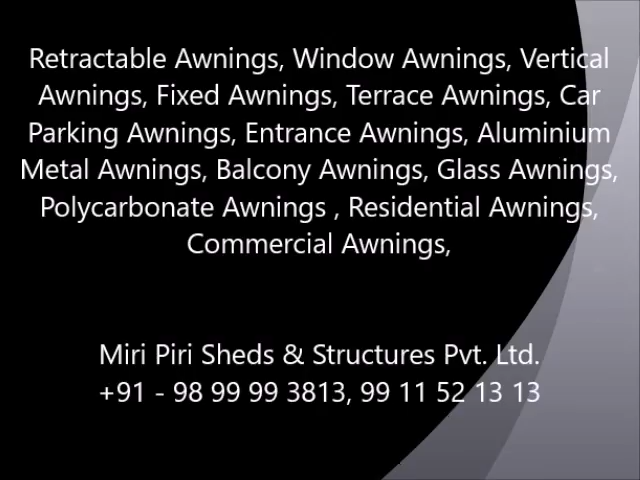 Retractable Awnings, Window Awnings, Vertical
Awnings, Fixed Awnings, Terrace Awnings, Car
Parking Awnings, Entrance Awnings, Aluminium
Metal Awnings, Balcony Awnings, Glass Awnings,
Polycarbonate Awnings , Residential Awnings,
Commercial Awnings,
Miri Piri Sheds & Structures Pvt. Ltd.
+91 - 98 99 99 3813, 99 11 52 13 13